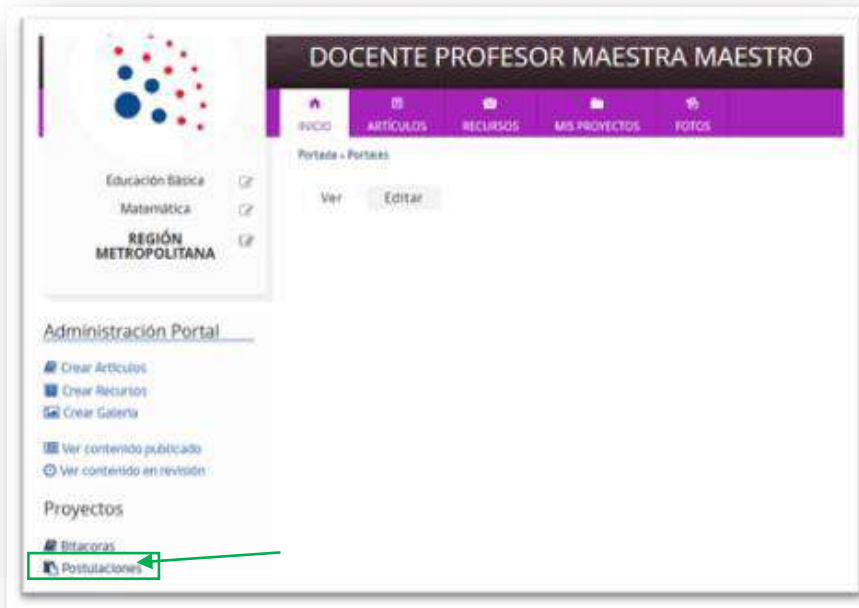 DOCENTE PROFESOR MAESTRA MAESTRO
INICIO ARTÍCULOS RECURSOS MIS PROYECTOS FOTOS
Portada » Portales
Ver Editar
Educación Básica
Matemática
REGIÓN
METROPOLITANA
Administración Portal
Crear Artículos
Crear Recursos
Crear Galería
Ver contenido publicado
Ver contenido en revisión
Proyectos
Bitacoras
Postulaciones